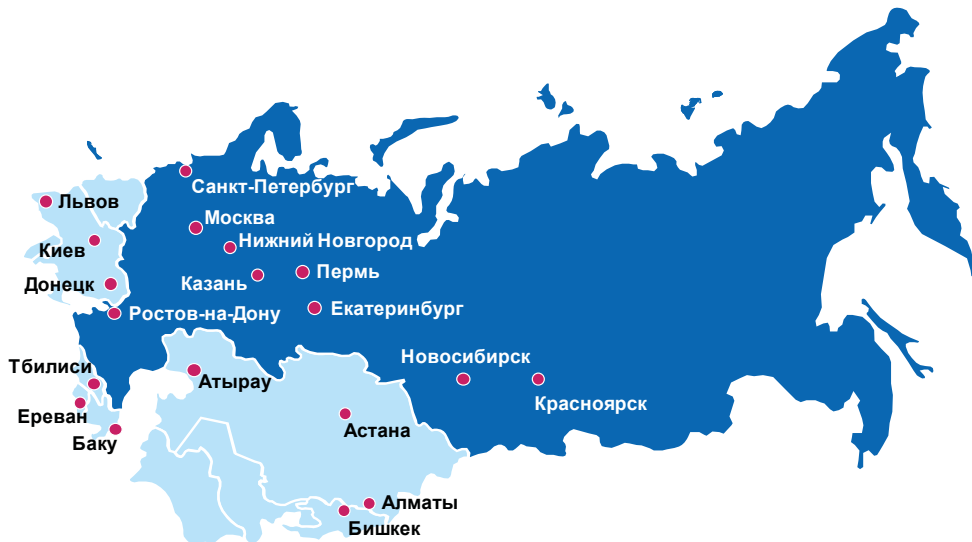 Санкт-Петербург
Львов
Москва
Киев
Нижний Новгород
Пермь
Казань
Донецк
Екатеринбург
Ростов-на-Дону
Новосибирск
Тбилиси
Атырау
Красноярск
Ереван
Астана
Баку
Алматы
Бишкек